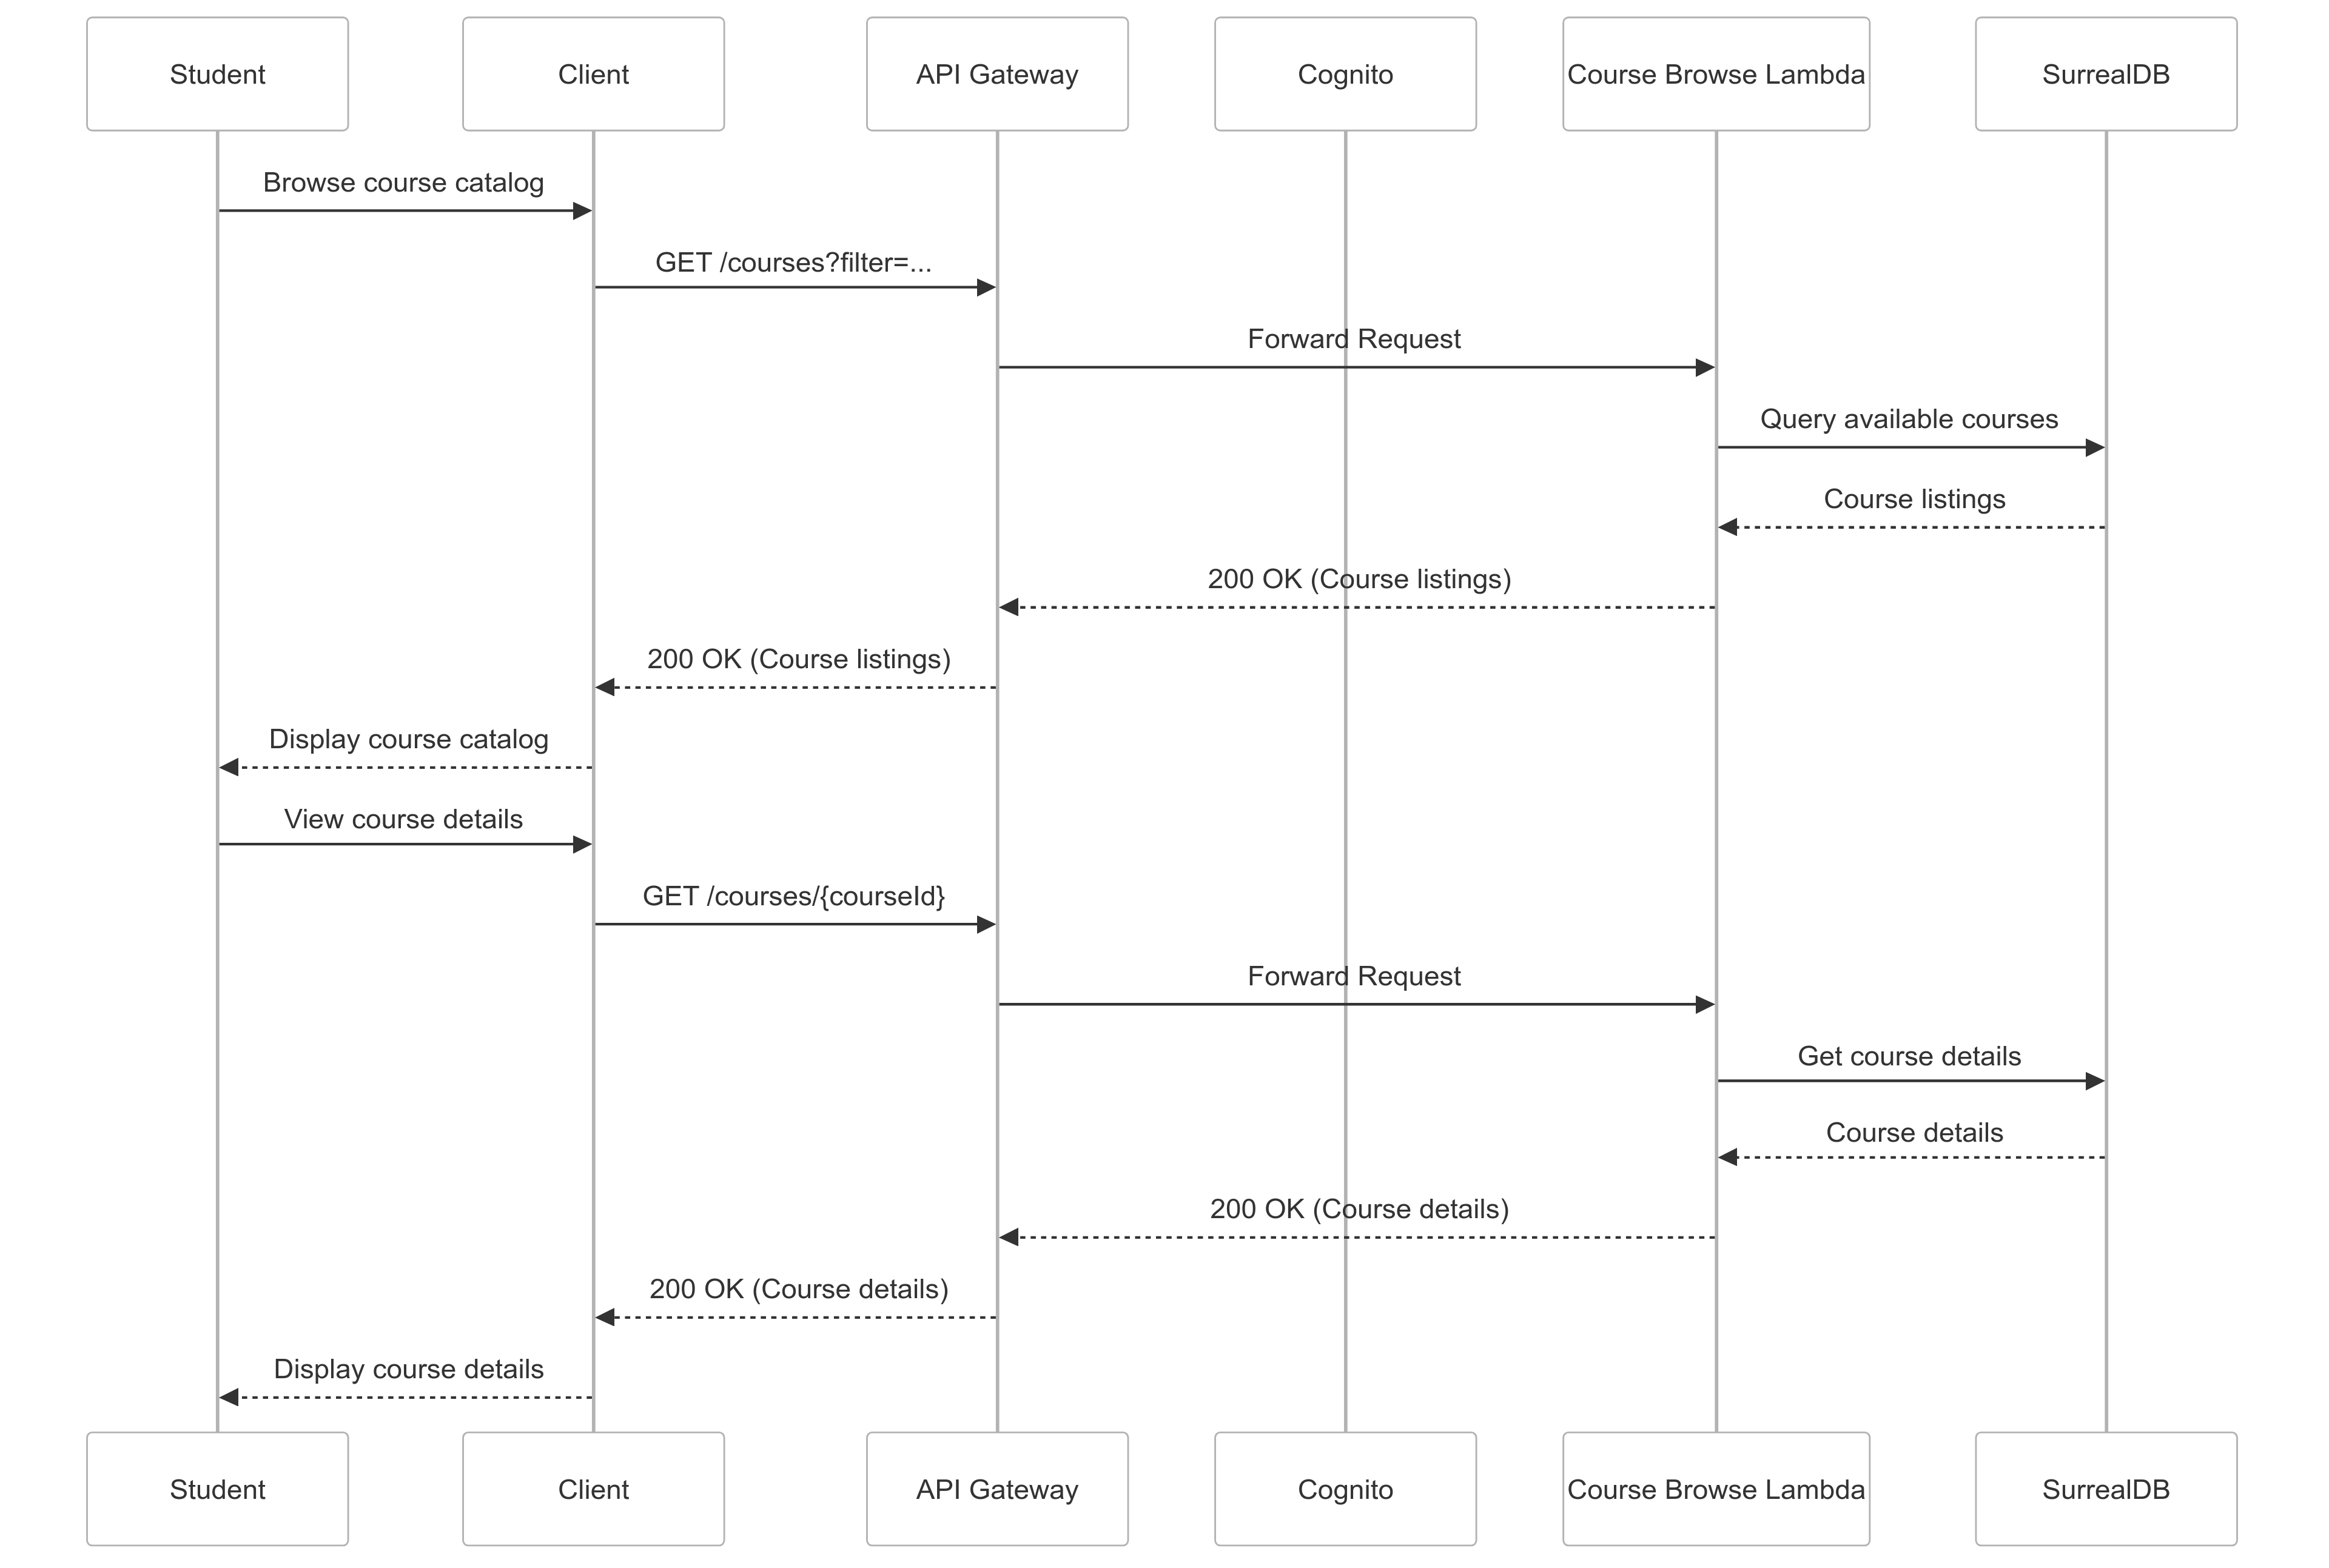 Student
Client
API Gateway
Cognito
Course Browse Lambda
SurrealDB
Browse course catalog
GET /courses?filter=...
Forward Request
Query available courses
Course listings
200 OK (Course listings)
200 OK (Course listings)
Display course catalog
View course details
GET /courses/{courseId}
Forward Request
Get course details
Course details
200 OK (Course details)
200 OK (Course details)
Display course details
Student
Client
API Gateway
Cognito
Course Browse Lambda
SurrealDB